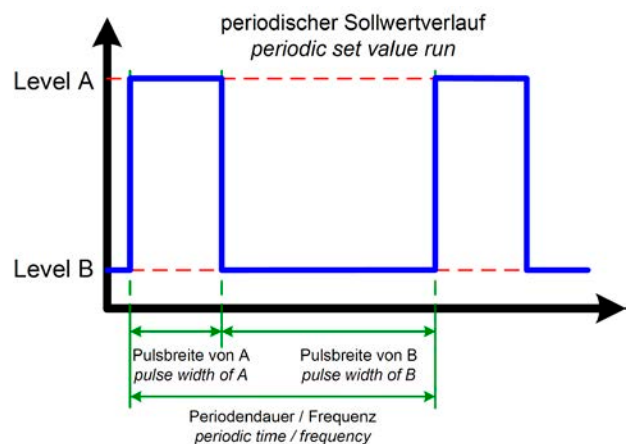 periodischer Sollwertverlauf
periodic set value run
Level A
Level B
Pulsbreite von A
pulse width of A
Pulsbreite von B
pulse width of B
Periodendauer / Frequenz
periodic time / frequency